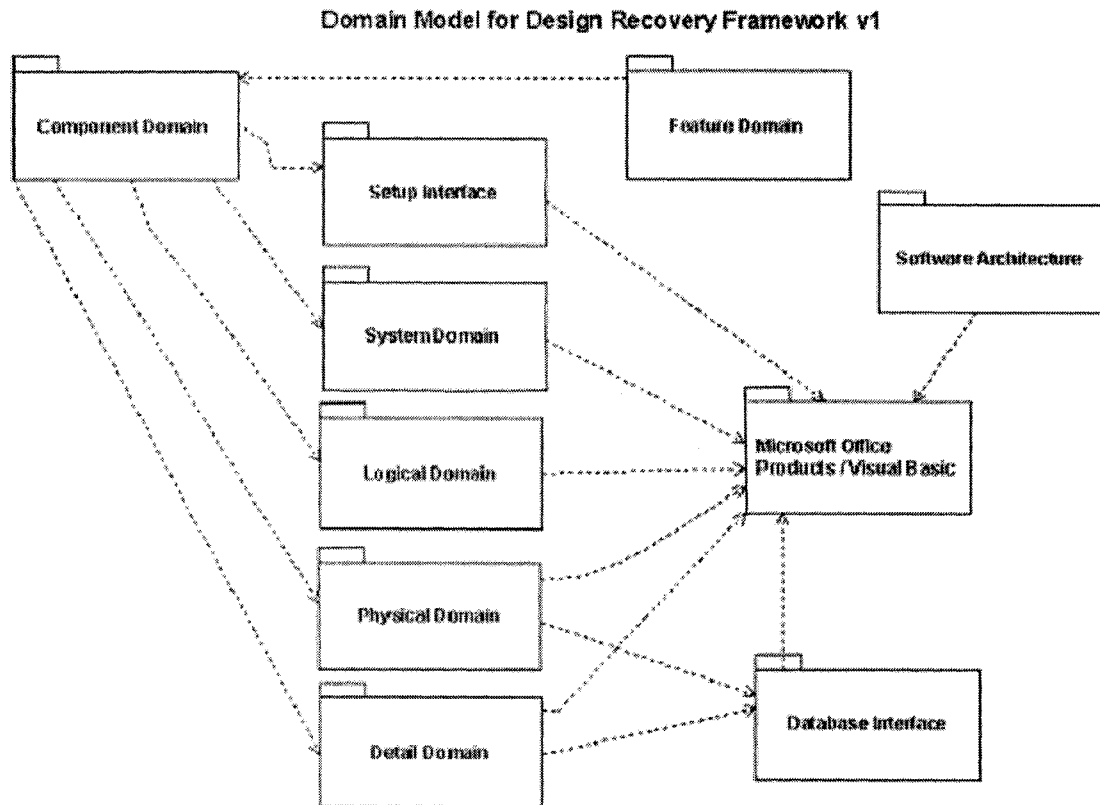 Domain Model for Design Recovery Framework v1
Component Domain
Feature Domain
Setup Interface
Software Architecture
System Domain
Microsoft Office
Products / Visual Basic
Logical Domain
Physical Domain
Database Interface
Detail Domain